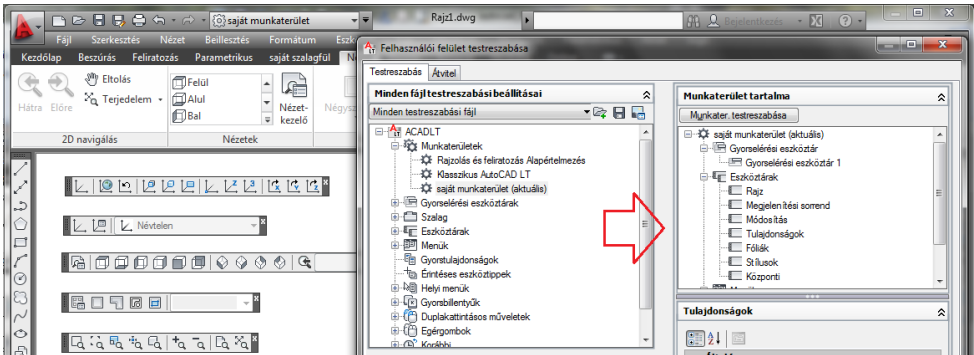 saját munkaterület
Rajz1.dwg
Bejelentkezés
Fájl Szerkesztés Nézet Beillesztés Formátum Eszk
Kezdőlap Beszúrás Feliratozás Parametrikus saját szalagfül
Hátra Előre
Eltolás
Terjedelem
2D navigálás
Felül
Alul
Bal
Nézet-
kezelő
Nézetek
Négysz
Névtelen
Felhasználói felület testreszabása
Testreszabás Átvitel
Minden fájl testreszabási beállításai
Minden testreszabási fájl
ACADLT
Munkaterületek
Rajzolás és feliratozás Alapértelmezés
Klasszikus AutoCAD LT
saját munkaterület (aktuális)
Gyorselérési eszköztárak
Szalag
Eszköztárak
Menük
Gyorstulajdonságok
Érintéses eszköztippek
Helyi menük
Gyorsbillentyűk
Duplakattintásos műveletek
Egérgombok
Korábbi
Munkaterület tartalma
Munkater. testreszabása
saját munkaterület (aktuális)
Gyorselérési eszköztár
Gyorselérési eszköztár 1
Eszköztárak
Rajz
Megjelenítési sorrend
Módosítás
Tulajdonságok
Fóliák
Stílusok
Központi
Tulajdonságok